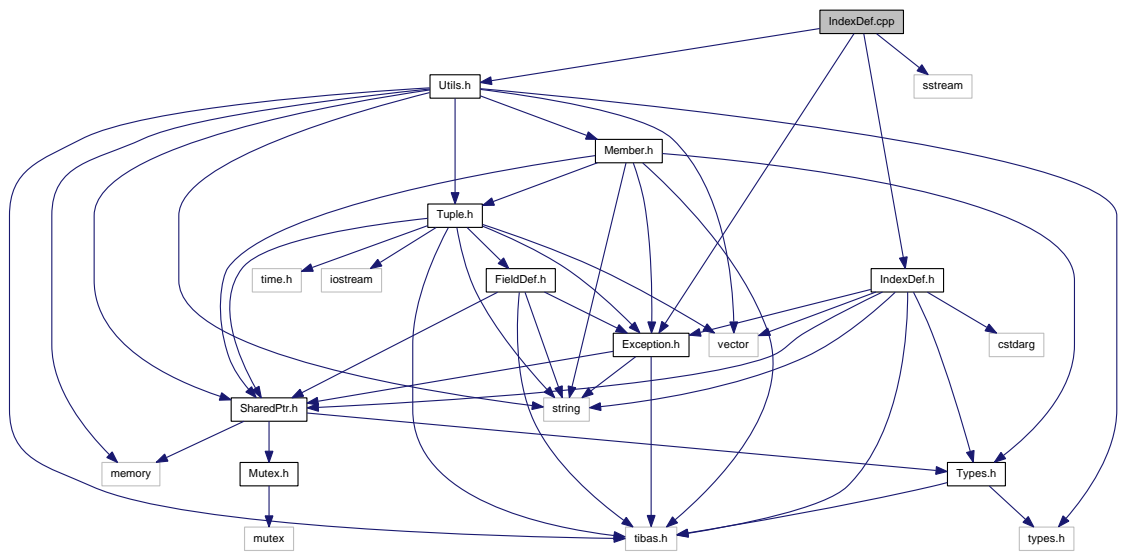 IndexDef.cpp
Utils.h
sstream
Member.h
Tuple.h
time.h
iostream
FieldDef.h
IndexDef.h
Exception.h
vector
cstdarg
SharedPtr.h
string
memory
Mutex.h
Types.h
mutex
tibas.h
types.h